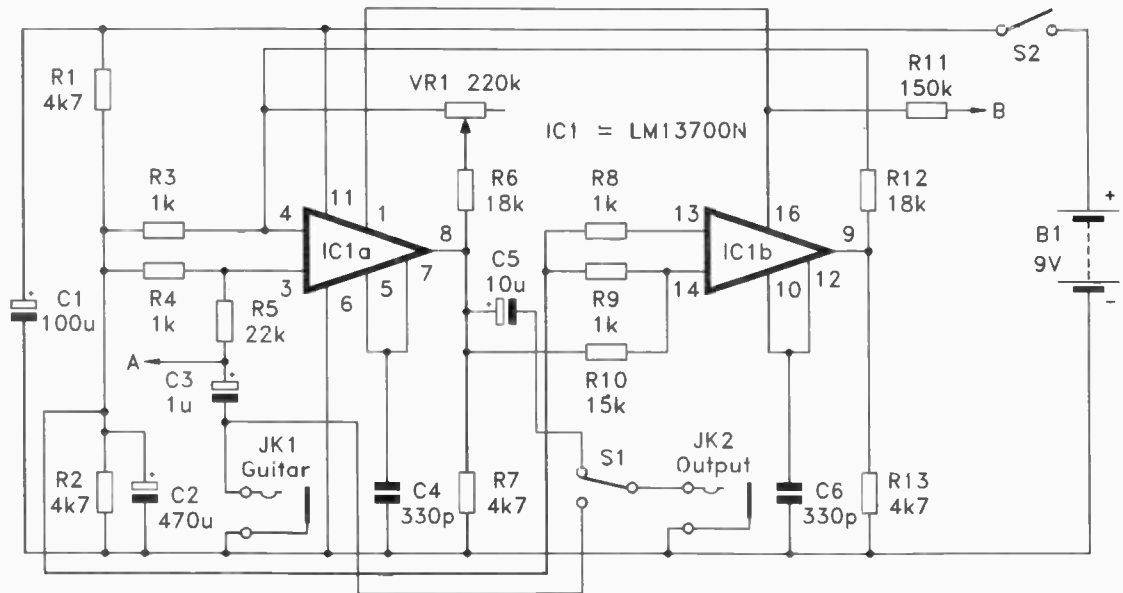 R1
4k7
VR1 220k
S2
R11
150k
B
IC1 = LM13700N
R3
1k
4
11
1
IC1a
8
7
R6
18k
R8
1k
13
16
IC1b
9
12
R12
18k
B1
9V
+
-
R4
1k
3
6
5
C5
10u
+
R9
1k
14
10
C1
100u
+
R5
22k
A
C3
1u
+
R10
15k
R2
4k7
C2
470u
+
JK1
Guitar
C4
330p
R7
4k7
S1
JK2
Output
C6
330p
R13
4k7